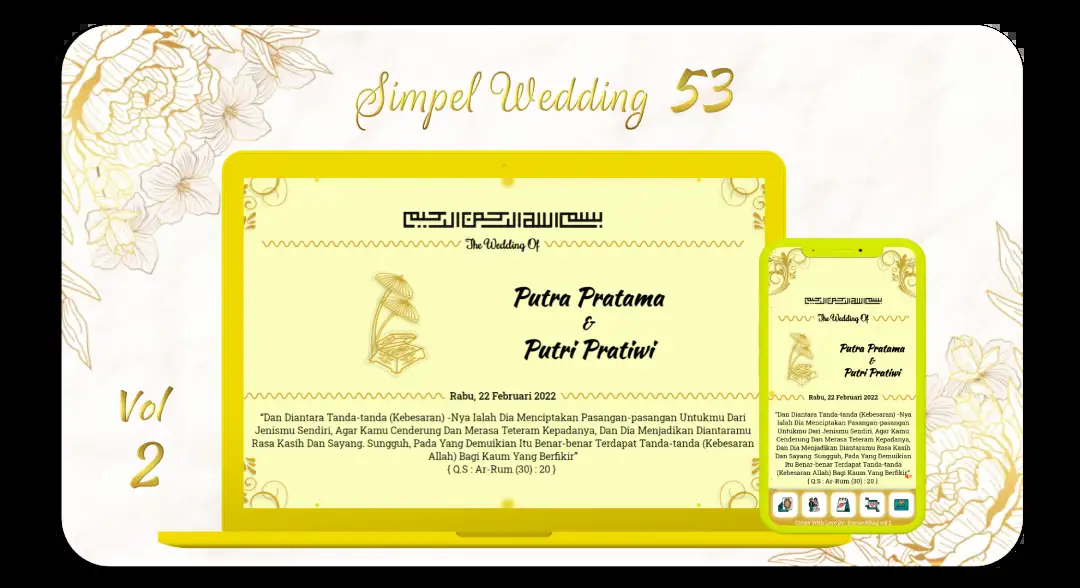 Simpel Wedding 53
Vol
2
بسم الله الرحمن الرحيم
The Wedding Of
Putra Pratama
&
Putri Pratiwi
Rabu, 22 Februari 2022
"Dan Diantara Tanda-tanda (Kebesaran) -Nya Ialah Dia Menciptakan Pasangan-pasangan Untukmu Dari
Jenismu Sendiri, Agar Kamu Cenderung Dan Merasa Teteram Kepadanya, Dan Dia Menjadikan Diantaramu
Rasa Kasih Dan Sayang. Sungguh, Pada Yang Demuikian Itu Benar-benar Terdapat Tanda-tanda (Kebesaran
Allah) Bagi Kaum Yang Berfikir"
{ Q.S : Ar-Rum (30) : 20 }
بسم الله الرحمن الرحيم
The Wedding Of
Putra Pratama
&
Putri Pratiwi
Rabu, 22 Februari 2022
"Dan Diantara Tanda-tanda (Kebesaran) -Nya
Ialah Dia Menciptakan Pasangan-pasangan
Untukmu Dari Jenismu Sendiri, Agar Kamu
Cenderung Dan Merasa Teteram Kepadanya,
Dan Dia Menjadikan Diantaramu Rasa Kasih
Dan Sayang. Sungguh, Pada Yang Demuikian
Itu Benar-benar Terdapat Tanda-tanda
(Kebesaran Allah) Bagi Kaum Yang Berfikir"
{ Q.S : Ar-Rum (30) : 20 }
Create With Love by